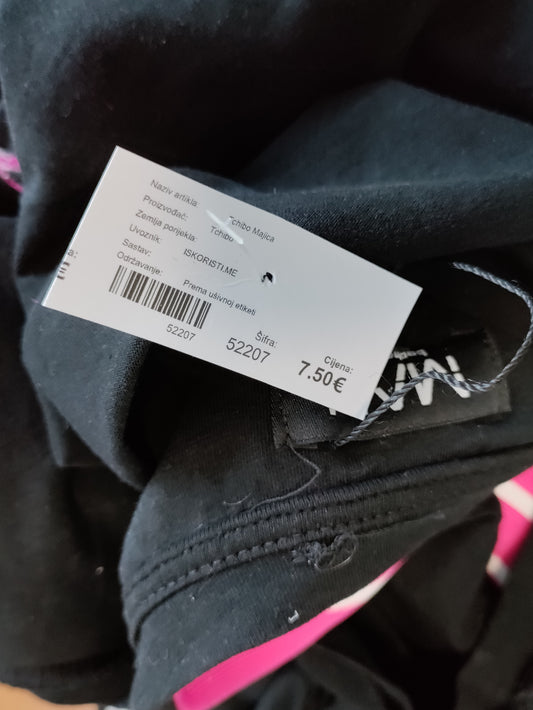 Naziv artikla: Tchibo Majica
Proizvođač: Tchibo
Zemlja porijekla:
Uvoznik: ISKORISTI.ME
Sastav:
Održavanje: Prema ušivnoj etiketi
52207
Šifra:
52207
Cijena:
7.50€
a: